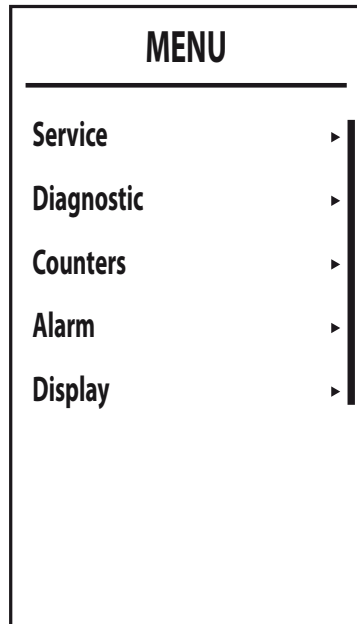 MENU
Service
Diagnostic
Counters
Alarm
Display